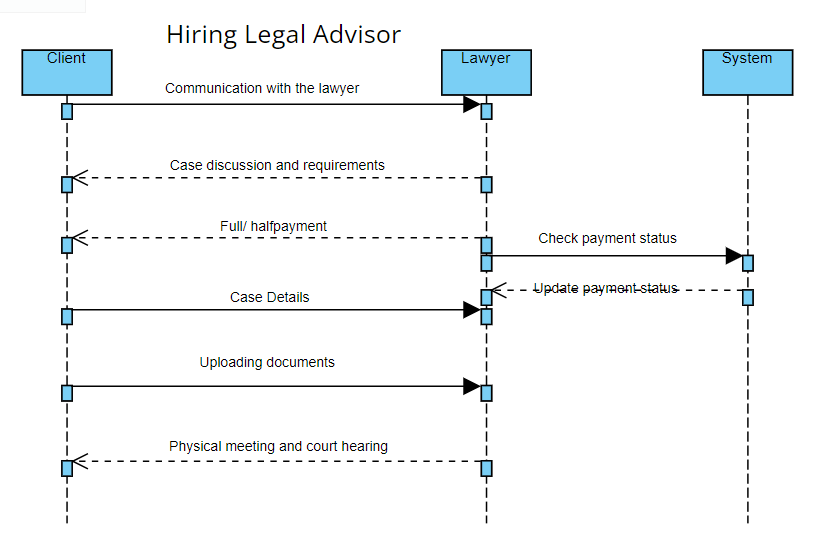 Hiring Legal Advisor
Client
Lawyer
System
Communication with the lawyer
Case discussion and requirements
Full/ halfpayment
Check payment status
Update payment status
Case Details
Uploading documents
Physical meeting and court hearing